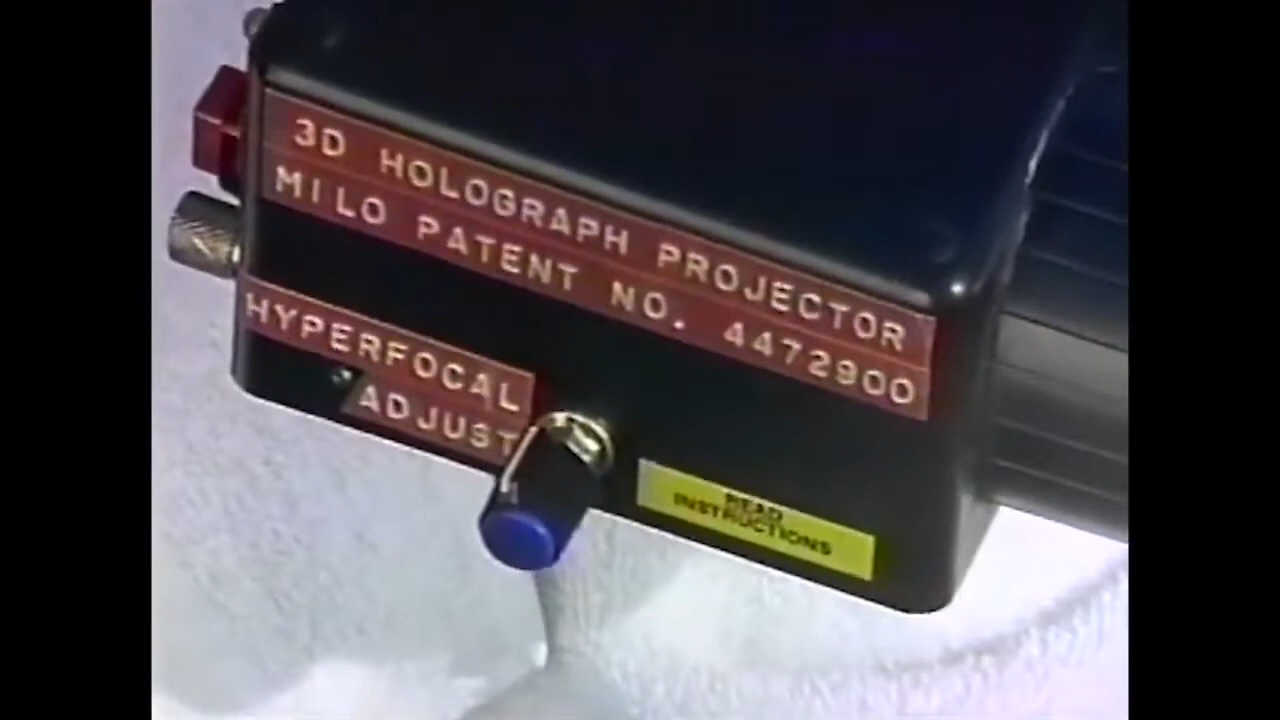 3D HOLOGRAPH PROJECTOR
MILO PATENT NO. 4472900
HYPERFOCAL
ADJUST
READ
INSTRUCTIONS